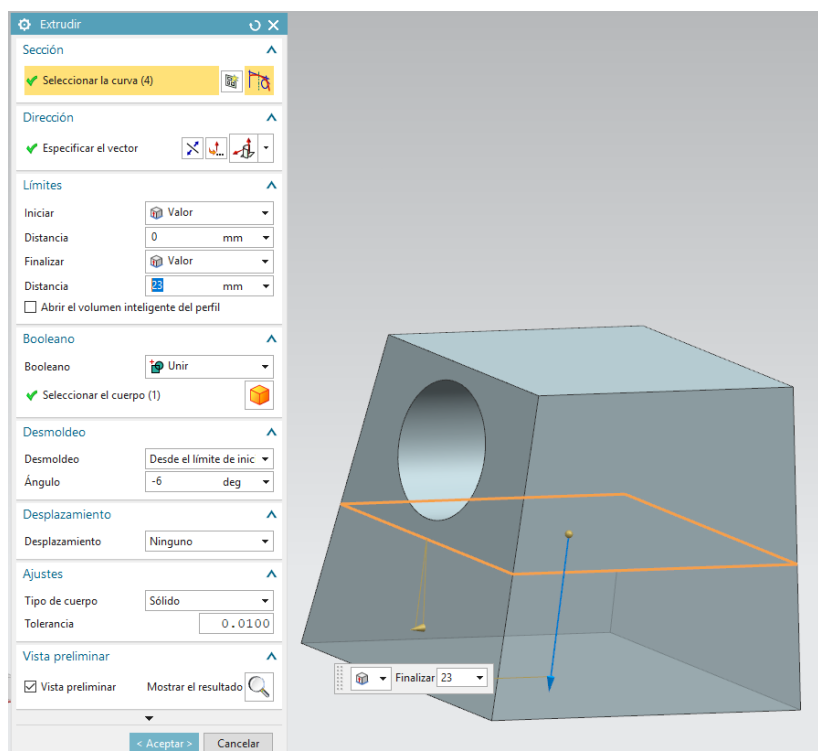 Extrudir
Sección
Seleccionar la curva (4)
Dirección
Especificar el vector
Límites
Iniciar Valor
Distancia 0 mm
Finalizar Valor
Distancia 23 mm
Abrir el volumen inteligente del perfil
Booleano
Booleano Unir
Seleccionar el cuerpo (1)
Desmoldeo
Desmoldeo Desde el límite de inic
Ángulo -6 deg
Desplazamiento
Desplazamiento Ninguno
Ajustes
Tipo de cuerpo Sólido
Tolerancia 0.0100
Vista preliminar
Vista preliminar Mostrar el resultado
< Aceptar > Cancelar
Finalizar 23